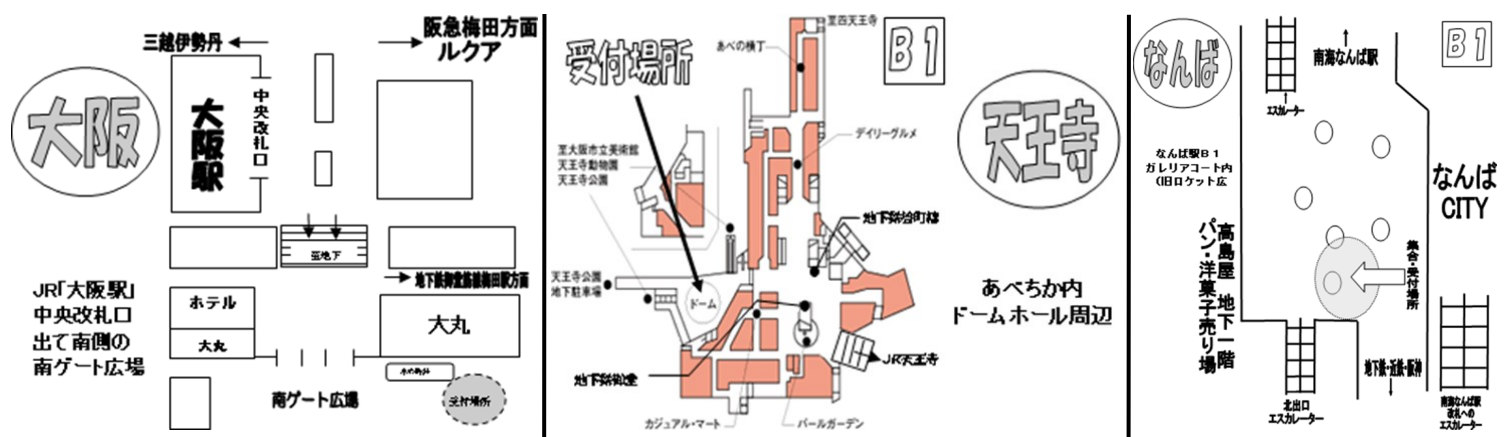 三越伊勢丹
阪急梅田方面
ルクア
大阪
大阪駅
中央改札口
至地下
地下鉄御堂筋線梅田駅方面
JR「大阪駅」
中央改札口
出て南側の
南ゲート広場
ホテル
大丸
大丸
水の時計
南ゲート広場
受付場所
受付場所
B1
天王寺
至四天王寺
あべの横丁
デイリーグルメ
至大阪市立美術館
天王寺動物園
天王寺公園
地下鉄谷町線
天王寺公園
地下駐車場
ドーム
あべちか内
ドームホール周辺
JR天王寺
地下鉄御堂
カジュアル・マート
パールガーデン
なんば
B1
南海なんば駅
エスカレーター
なんば駅B1
ガレリアコート内
(旧ロケット広
なんば
CITY
高島屋 地下一階
パン・洋菓子売り場
集合・受付場所
地下鉄・近鉄・阪神
北出口
エスカレーター
南海なんば駅
改札への
エスカレーター